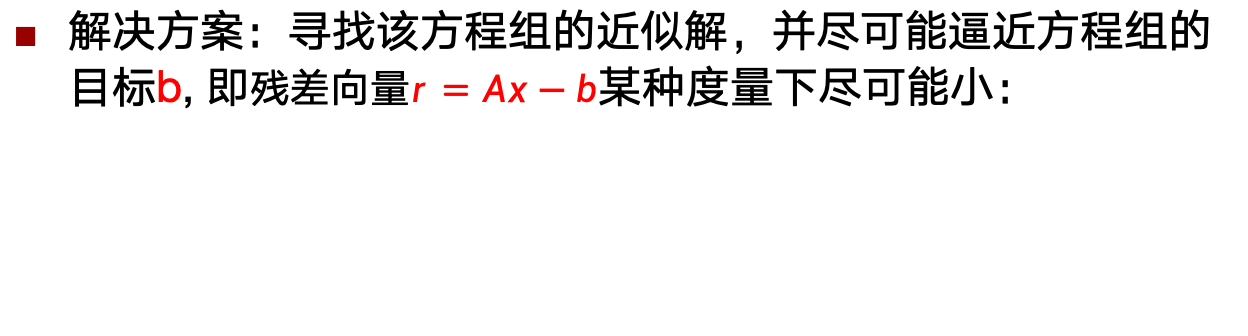 ▪ 解决方案：寻找该方程组的近似解，并尽可能逼近方程组的
目标b, 即残差向量r = Ax − b某种度量下尽可能小：